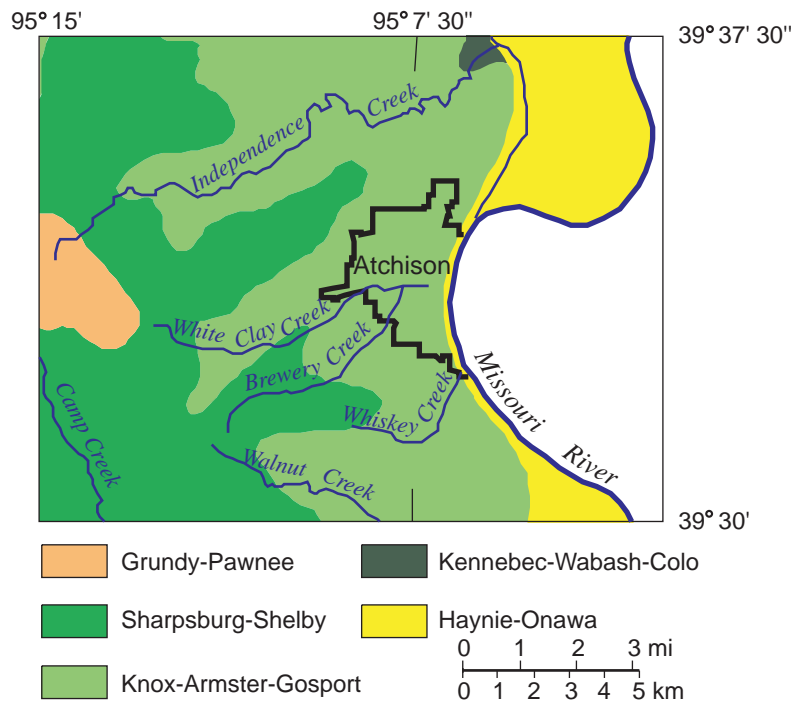 95° 15'
95° 7' 30"
39° 37' 30"
Independence Creek
Atchison
White Clay Creek
Brewery Creek
Camp Creek
Whiskey Creek
Missouri River
Walnut Creek
39° 30'
Grundy-Pawnee
Kennebec-Wabash-Colo
Sharpsburg-Shelby
Haynie-Onawa
Knox-Armster-Gosport
0 1 2 3 mi
0 1 2 3 4 5 km